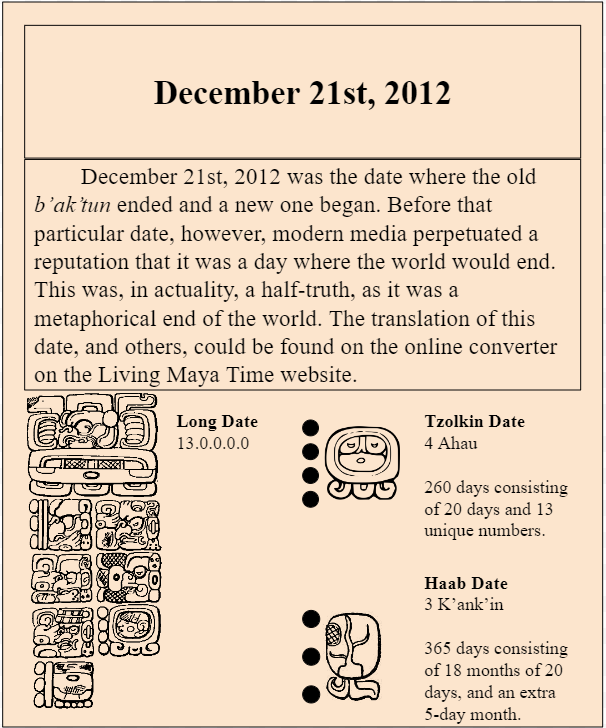 December 21st, 2012
December 21st, 2012 was the date where the old
b’ak’tun ended and a new one began. Before that
particular date, however, modern media perpetuated a
reputation that it was a day where the world would end.
This was, in actuality, a half-truth, as it was a
metaphorical end of the world. The translation of this
date, and others, could be found on the online converter
on the Living Maya Time website.
Long Date
13.0.0.0.0
Tzolkin Date
4 Ahau
260 days consisting
of 20 days and 13
unique numbers.
Haab Date
3 K’ank’in
365 days consisting
of 18 months of 20
days, and an extra
5-day month.